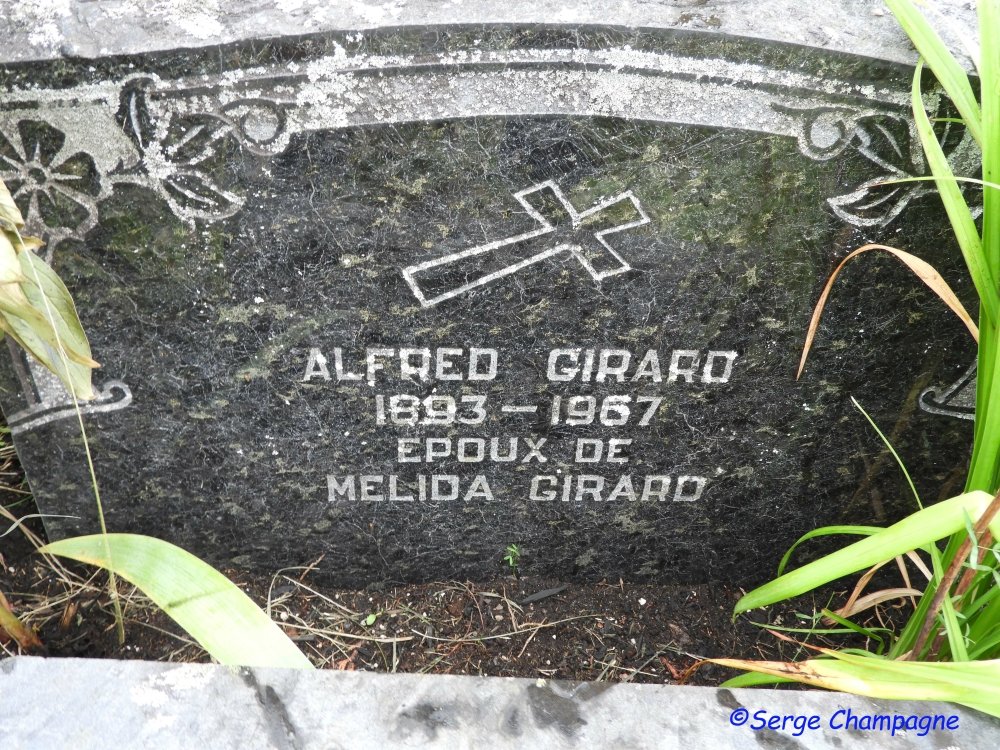 ALFRED GIRARD
1893 — 1967
EPOUX DE
MELIDA GIRARD
©Serge Champagne